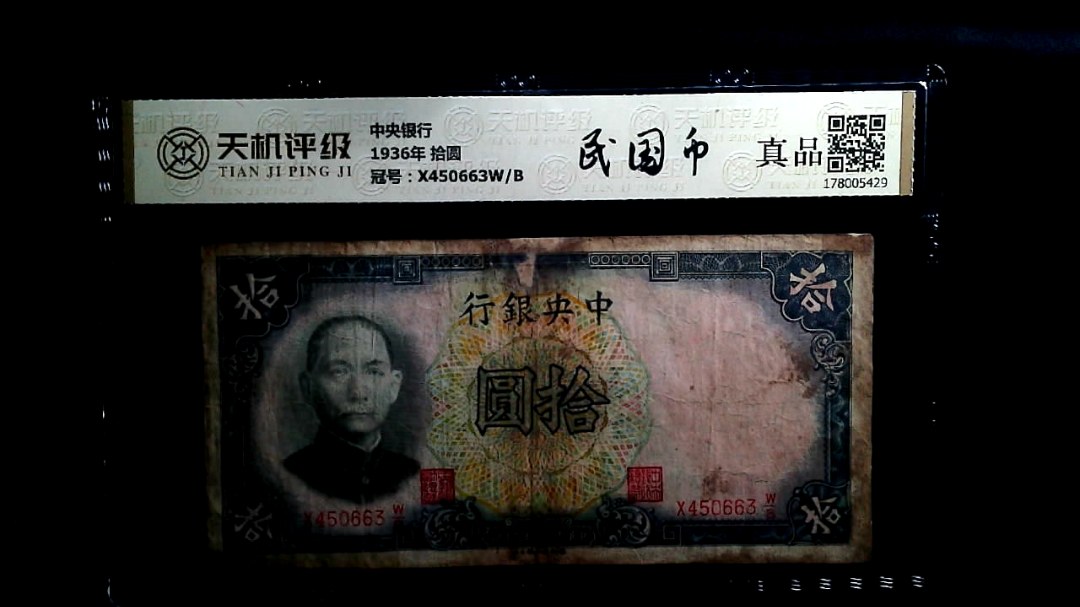 天机评级
TIAN JI PING JI
中央银行
1936年 拾圆
冠号：X450663W/B
民国币
真品
178005429
拾
拾
行銀央中
圓拾
X450663 W/B
X450663 W/B
拾
拾